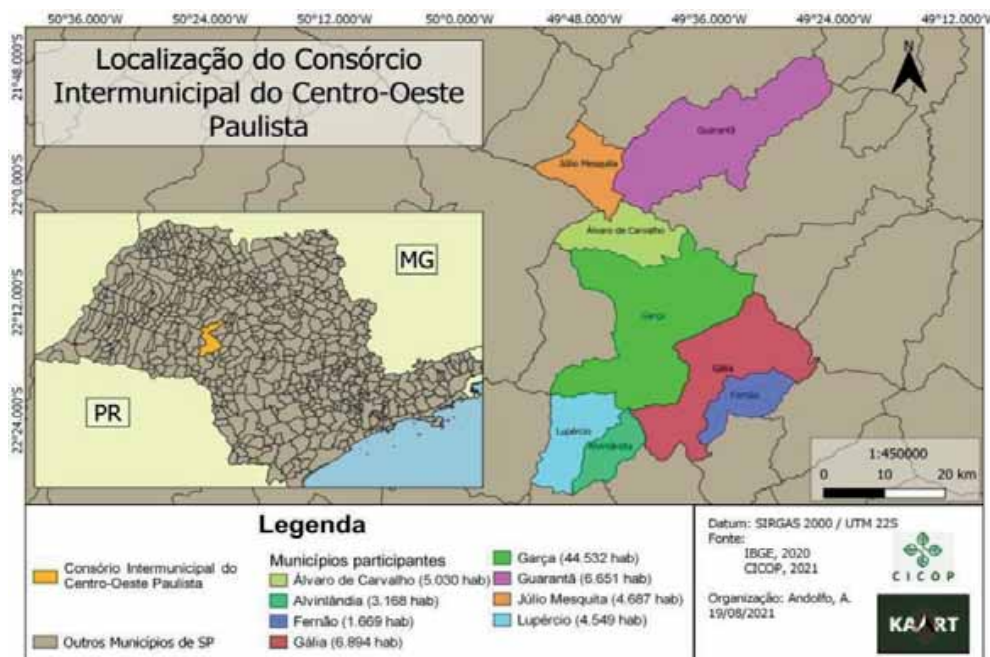 50°36.000'W 50°24.000'W 50°12.000'W 50°0.000'W 49°48.000'W 49°36.000'W 49°24.000'W 49°12.000'W
21°48.000'S
22°0.000'S
22°12.000'S
22°24.000'S
Localização do Consórcio
Intermunicipal do Centro-Oeste
Paulista
N
Guarantã
Júlio Mesquita
Álvaro de Carvalho
Garça
Gália
Fernão
Lupércio
Alvinlândia
MG
PR
1:450000
0 10 20 km
Legenda
Consório Intermunicipal do
Centro-Oeste Paulista
Outros Municípios de SP
Municípios participantes
Álvaro de Carvalho (5.030 hab)
Alvinlândia (3.168 hab)
Fernão (1.669 hab)
Gália (6.894 hab)
Garça (44.532 hab)
Guarantã (6.651 hab)
Júlio Mesquita (4.687 hab)
Lupércio (4.549 hab)
Datum: SIRGAS 2000 / UTM 22S
Fonte:
IBGE, 2020
CICOP, 2021
Organização: Andolfo, A.
19/08/2021
CICOP
KAART